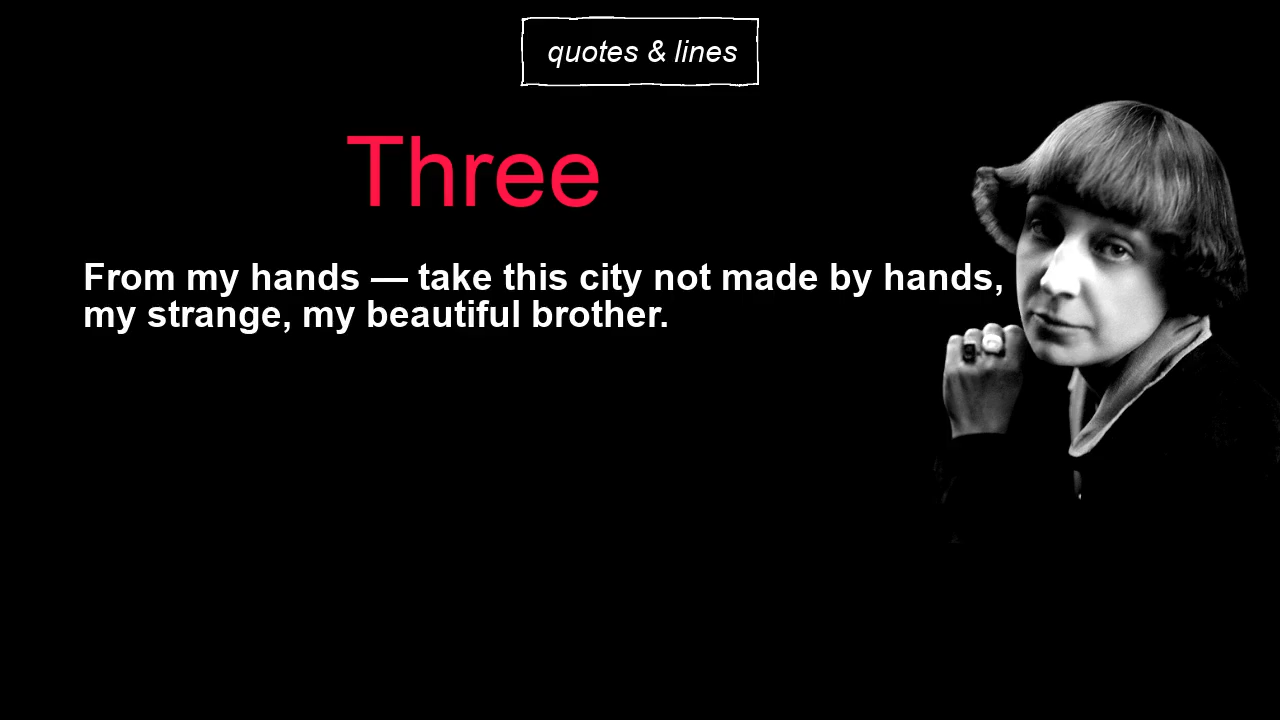 quotes & lines
Three
From my hands — take this city not made by hands,
my strange, my beautiful brother.